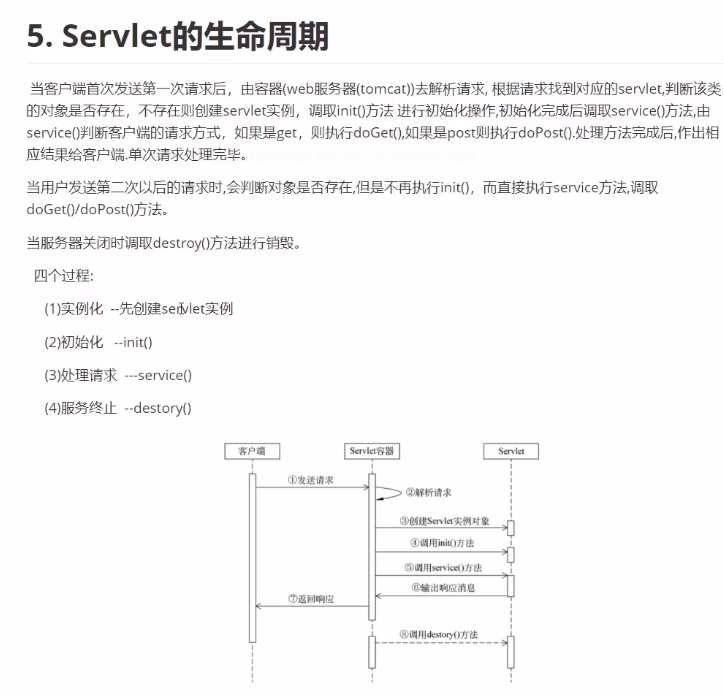 5. Servlet的生命周期
当客户端首次发送第一次请求后，由容器(web服务器(tomcat))去解析请求, 根据请求找到对应的servlet,判断该类
的对象是否存在，不存在则创建servlet实例，调取init()方法 进行初始化操作,初始化完成后调取service()方法,由
service()判断客户端的请求方式，如果是get，则执行doGet(),如果是post则执行doPost().处理方法完成后,作出相
应结果给客户端.单次请求处理完毕。
当用户发送第二次以后的请求时,会判断对象是否存在,但是不再执行init()，而直接执行service方法,调取
doGet()/doPost()方法。
当服务器关闭时调取destroy()方法进行销毁。
四个过程:
(1)实例化 --先创建servlet实例
(2)初始化 --init()
(3)处理请求 ---service()
(4)服务终止 --destory()
客户端
Servlet容器
Servlet
①发送请求
②解析请求
③创建Servlet实例对象
④调用init()方法
⑤调用service()方法
⑥输出响应消息
⑦返回响应
⑧调用destory()方法